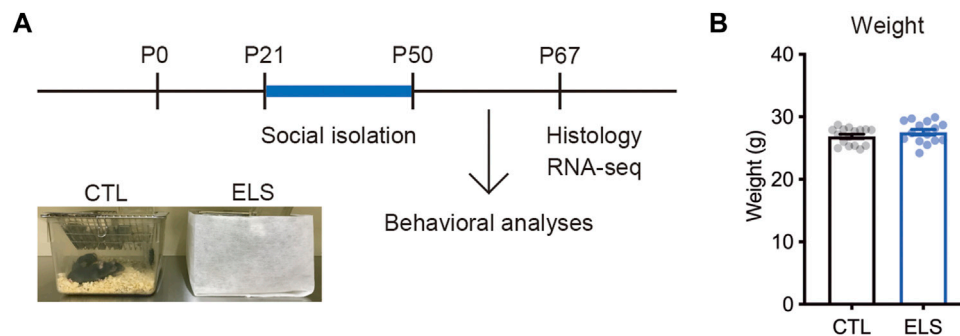 A
P0 P21 P50 P67
Social isolation
Histology
RNA-seq
Behavioral analyses
CTL ELS
B
Weight
Weight (g)
40
30
20
10
0
CTL ELS